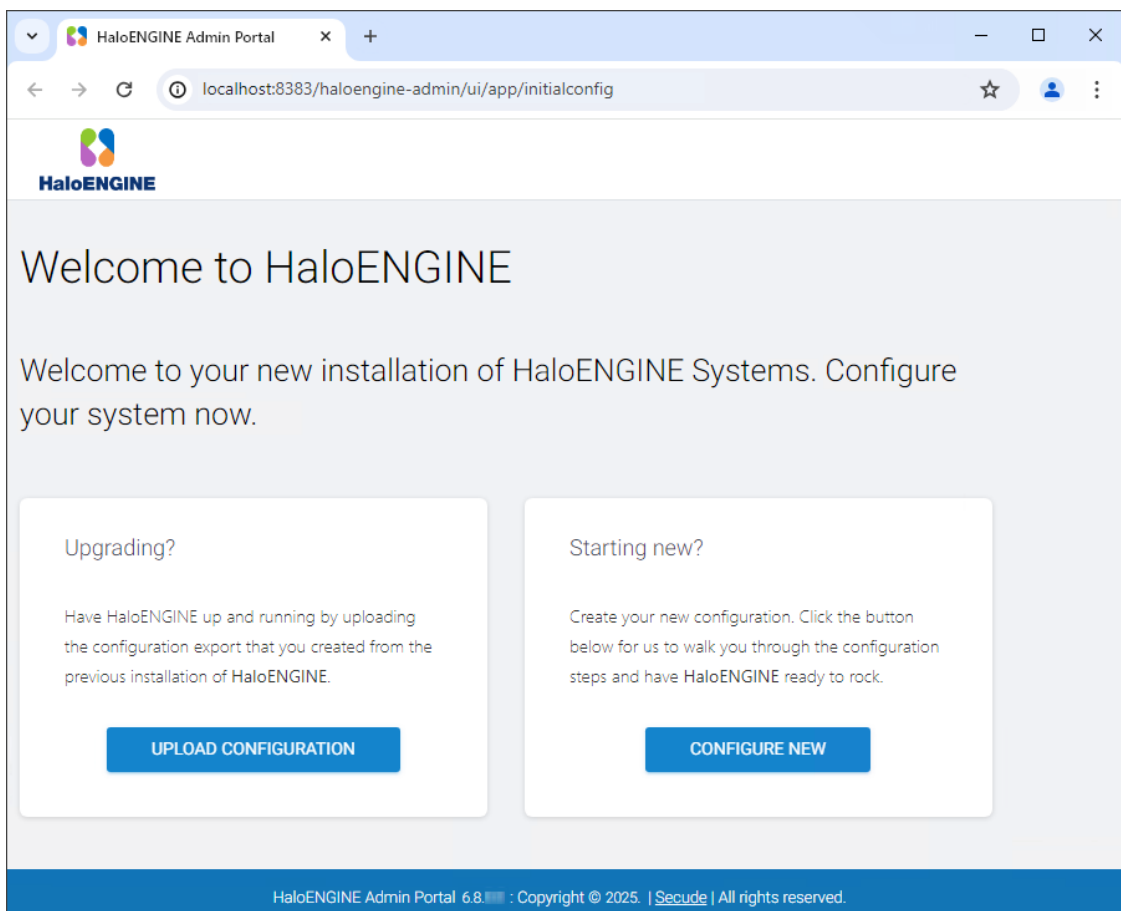 HaloENGINE Admin Portal
localhost:8383/haloengine-admin/ui/app/initialconfig
HaloENGINE
Welcome to HaloENGINE
Welcome to your new installation of HaloENGINE Systems. Configure
your system now.
Upgrading?
Have HaloENGINE up and running by uploading
the configuration export that you created from the
previous installation of HaloENGINE.
UPLOAD CONFIGURATION
Starting new?
Create your new configuration. Click the button
below for us to walk you through the configuration
steps and have HaloENGINE ready to rock.
CONFIGURE NEW
HaloENGINE Admin Portal 6.8. : Copyright © 2025. | Secude | All rights reserved.